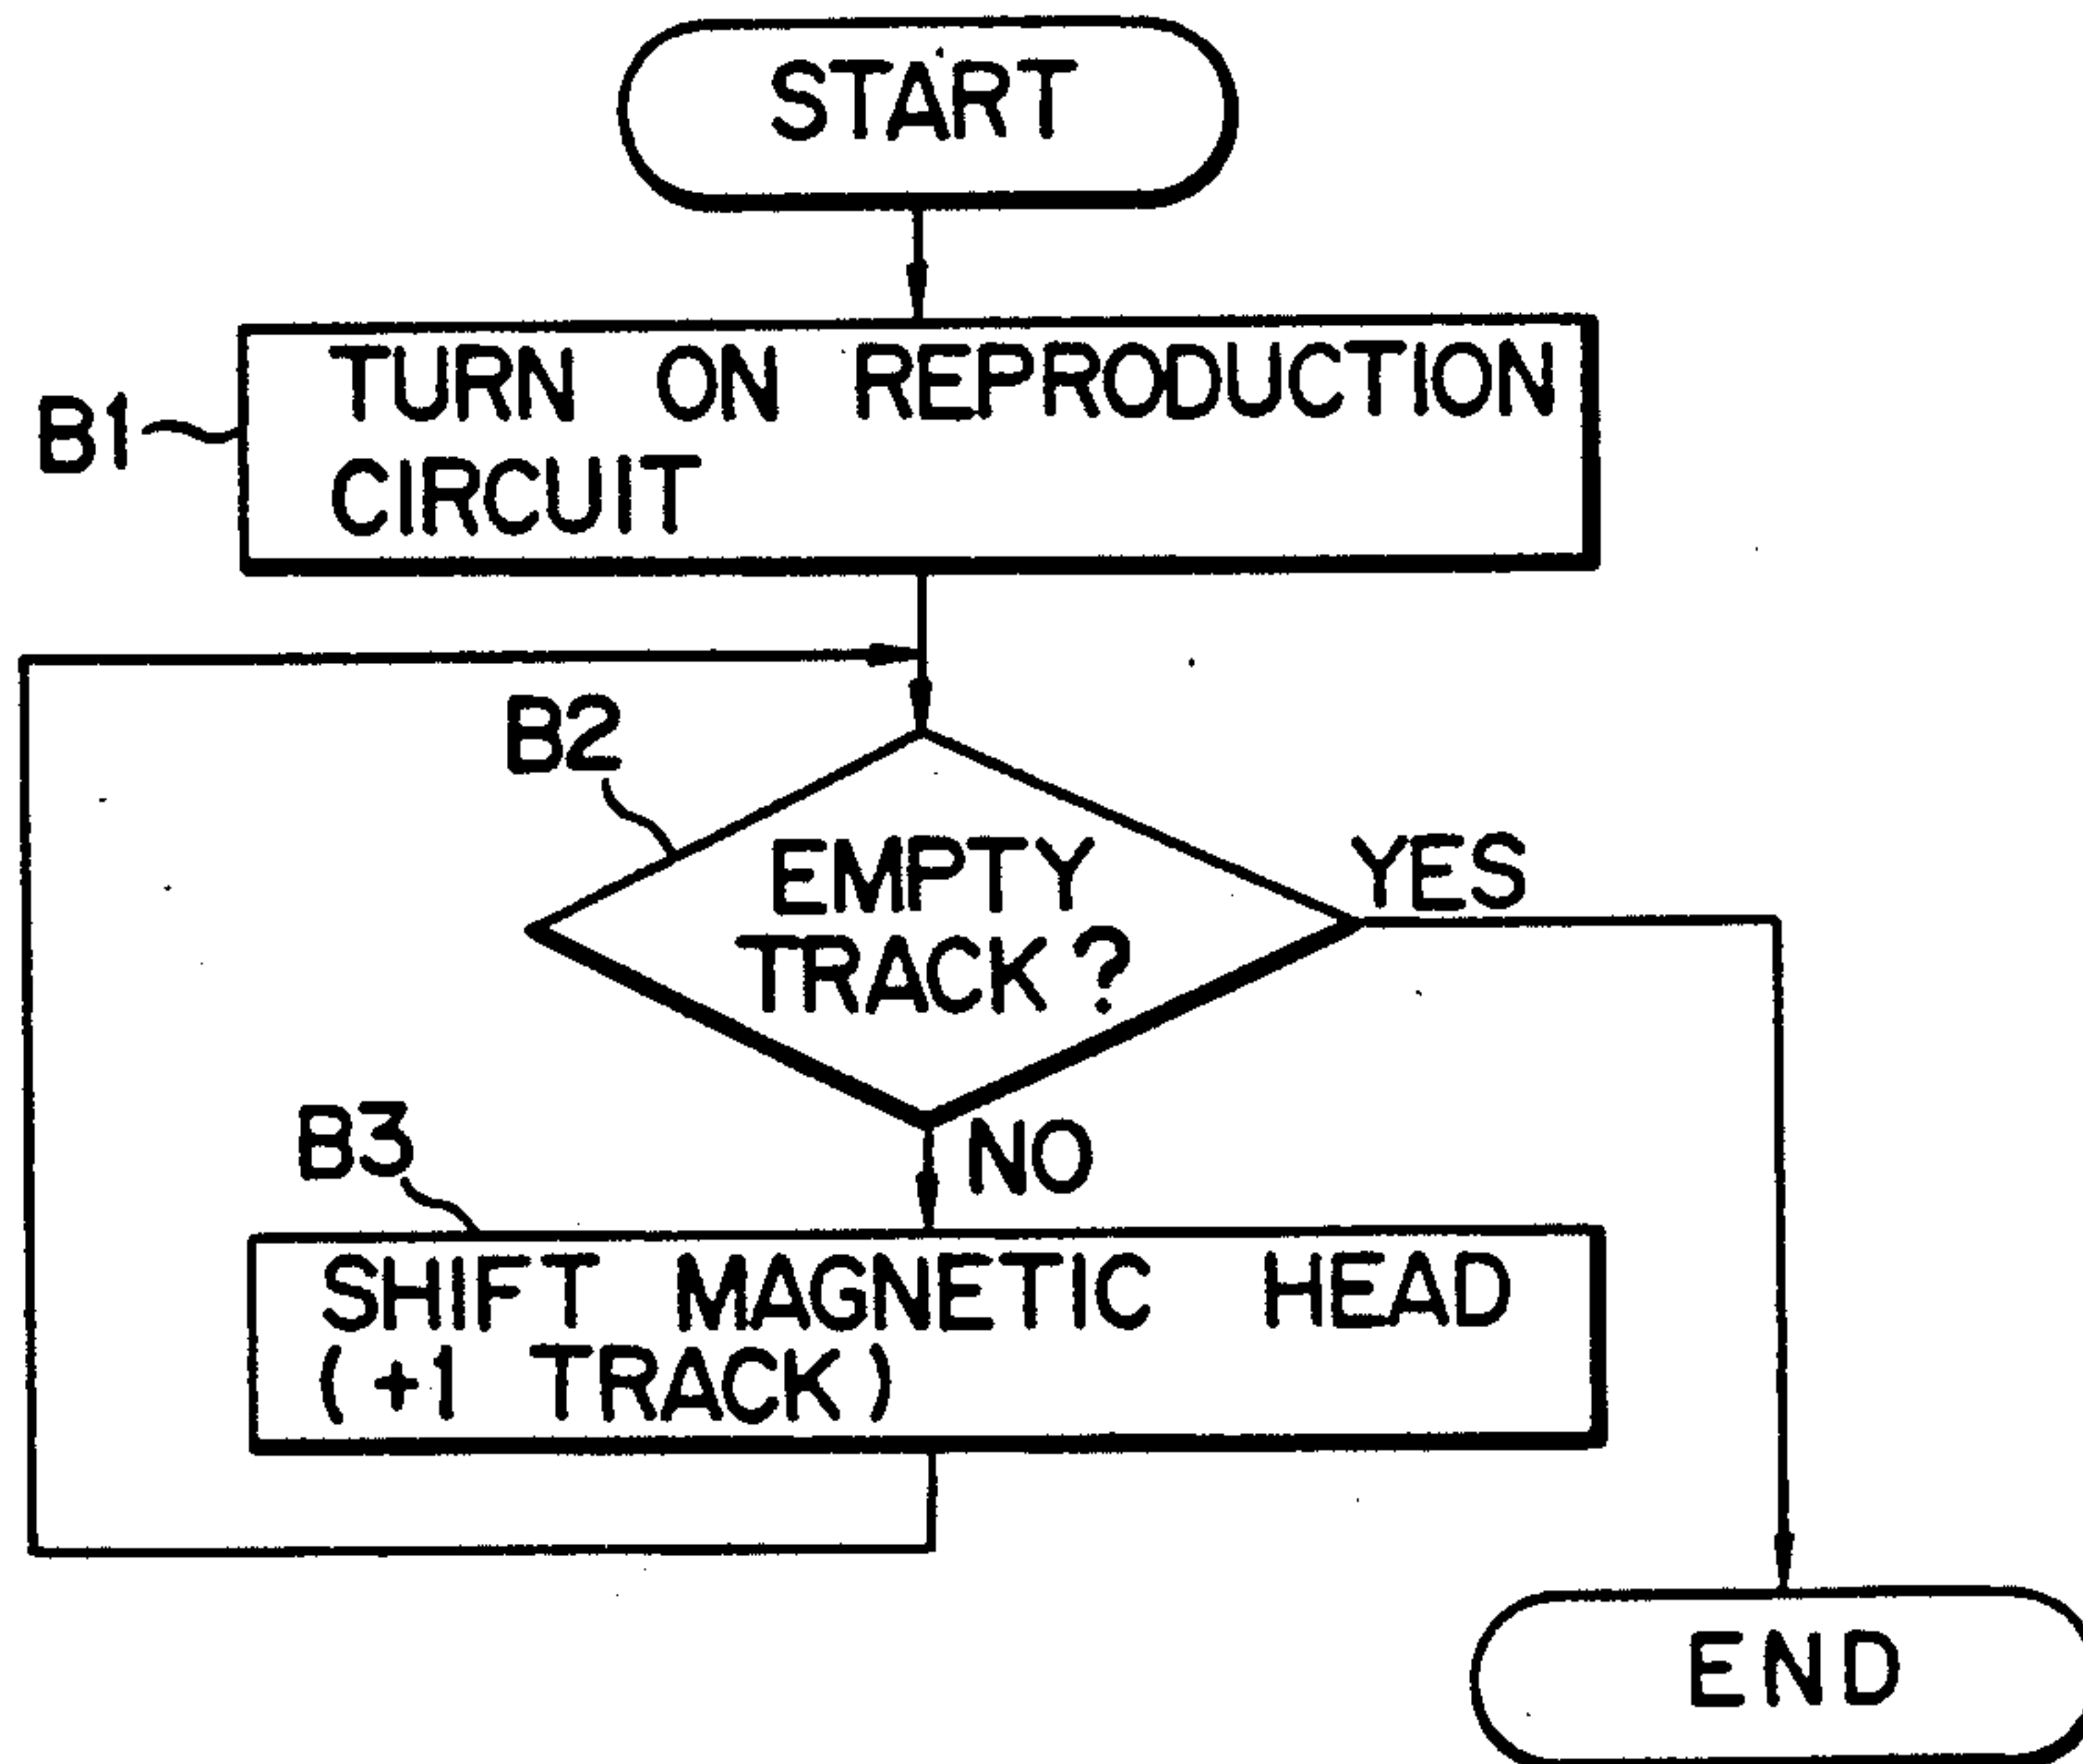 START
B1
TURN ON REPRODUCTION
CIRCUIT
B2
EMPTY
TRACK?
YES
NO
B3
SHIFT MAGNETIC HEAD
(+1 TRACK)
END